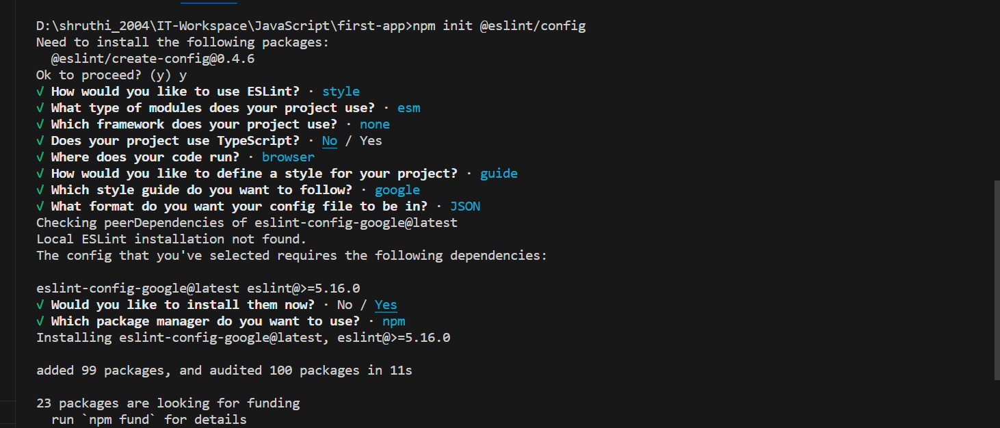 D:\shruthi_2004\IT-Workspace\JavaScript\first-app>npm init @eslint/config
Need to install the following packages:
  @eslint/create-config@0.4.6
Ok to proceed? (y) y
√ How would you like to use ESLint? · style
√ What type of modules does your project use? · esm
√ Which framework does your project use? · none
√ Does your project use TypeScript? · No / Yes
√ Where does your code run? · browser
√ How would you like to define a style for your project? · guide
√ Which style guide do you want to follow? · google
√ What format do you want your config file to be in? · JSON
Checking peerDependencies of eslint-config-google@latest
Local ESLint installation not found.
The config that you've selected requires the following dependencies:

eslint-config-google@latest eslint@>=5.16.0
√ Would you like to install them now? · No / Yes
√ Which package manager do you want to use? · npm
Installing eslint-config-google@latest, eslint@>=5.16.0

added 99 packages, and audited 100 packages in 11s

23 packages are looking for funding
  run `npm fund` for details